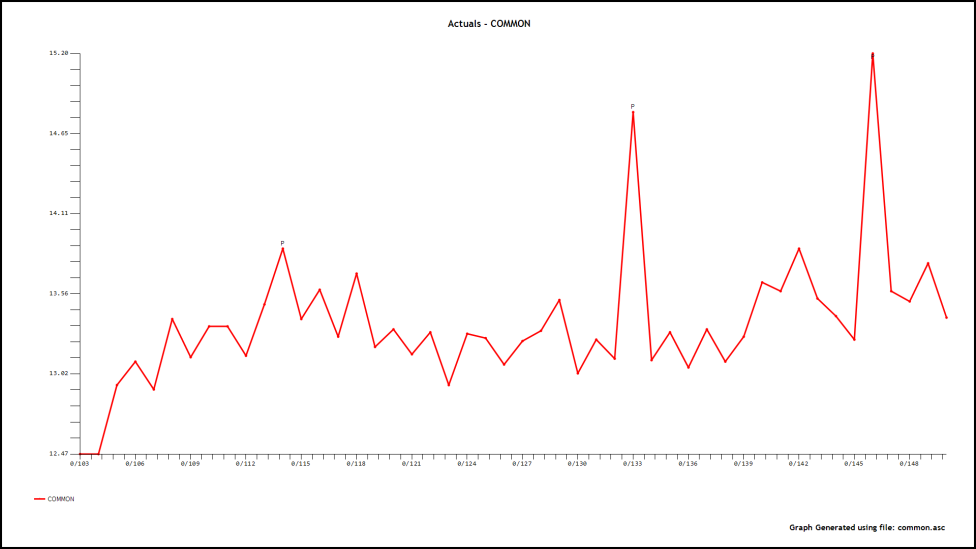 Actuals - COMMON
15.20
P
14.65
14.11
P
13.56
13.02
12.47
0/103 0/106 0/109 0/112 0/115 0/118 0/121 0/124 0/127 0/130 0/133 0/136 0/139 0/142 0/145 0/148
COMMON
Graph Generated using file: common.asc